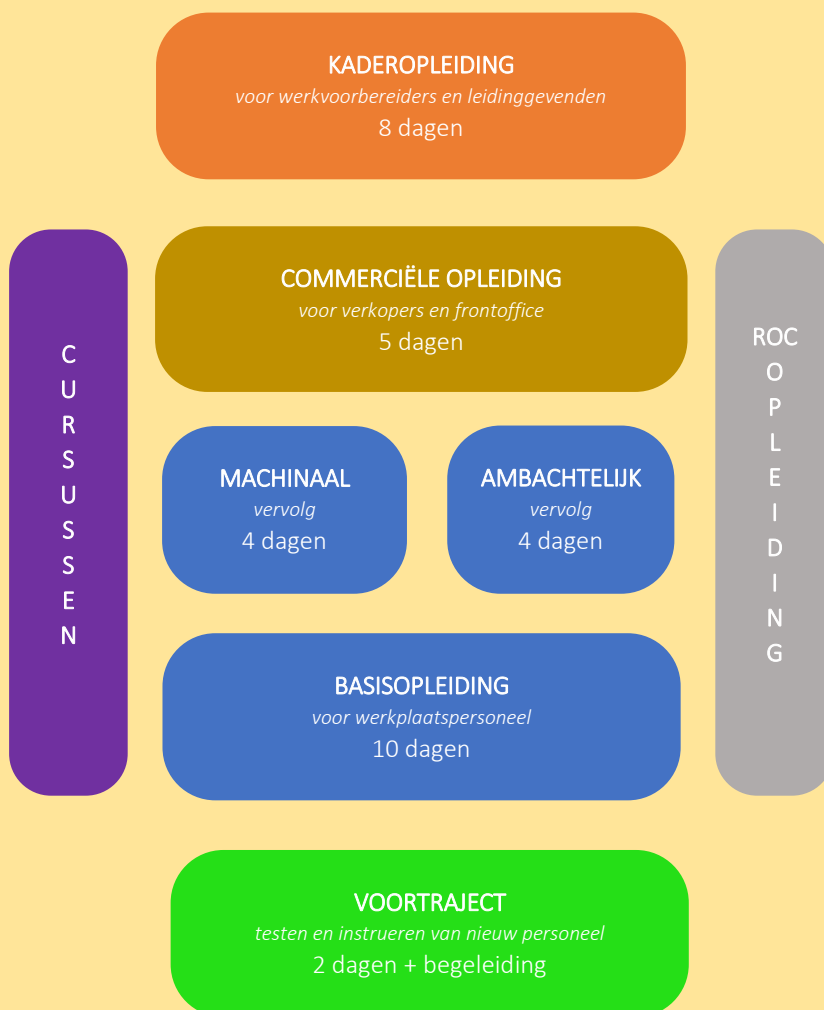 KADEROPLEIDING
voor werkvoorbereiders en leidinggevenden
8 dagen
COMMERCIËLE OPLEIDING
voor verkopers en frontoffice
5 dagen
C
U
R
S
U
S
S
E
N
ROC
O
P
L
E
I
D
I
N
G
MACHINAAL
vervolg
4 dagen
AMBACHTELIJK
vervolg
4 dagen
BASISOPLEIDING
voor werkplaatspersoneel
10 dagen
VOORTRAJECT
testen en instrueren van nieuw personeel
2 dagen + begeleiding